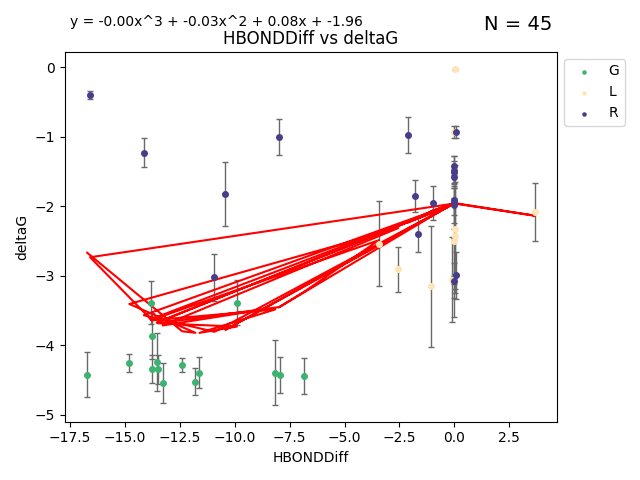 y = -0.00x^3 + -0.03x^2 + 0.08x + -1.96
N = 45
HBONDDiff vs deltaG
G
L
R
deltaG
0
−1
−2
−3
−4
−5
−17.5 −15.0 −12.5 −10.0 −7.5 −5.0 −2.5 0.0 2.5
HBONDDiff